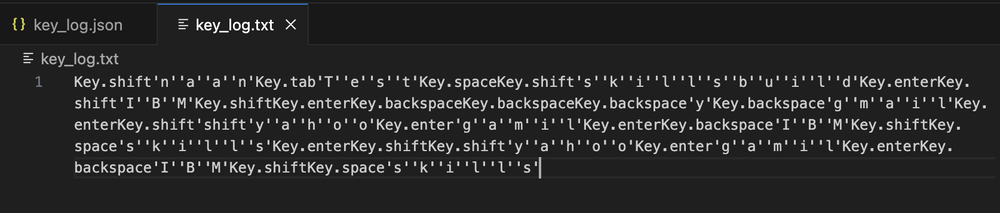 {} key_log.json
key_log.txt
key_log.txt
1 Key.shift'n''a''a''n'Key.tab'T''e''s''t'Key.spaceKey.shift's''k''i''l''l''s''b''u''i''l''d'Key.enterKey.
shift'I''B''M'Key.shiftKey.enterKey.backspaceKey.backspaceKey.backspace'y'Key.backspace'g''m''a''i''l'Key.
enterKey.shift'shift'y''a''h''o''o'Key.enter'g''a''m''i''l'Key.enterKey.backspace'I''B''M'Key.shiftKey.
space's''k''i''l''l''s'Key.enterKey.shiftKey.shift'y''a''h''o''o'Key.enter'g''a''m''i''l'Key.enterKey.
backspace'I''B''M'Key.shiftKey.space's''k''i''l''l''s'